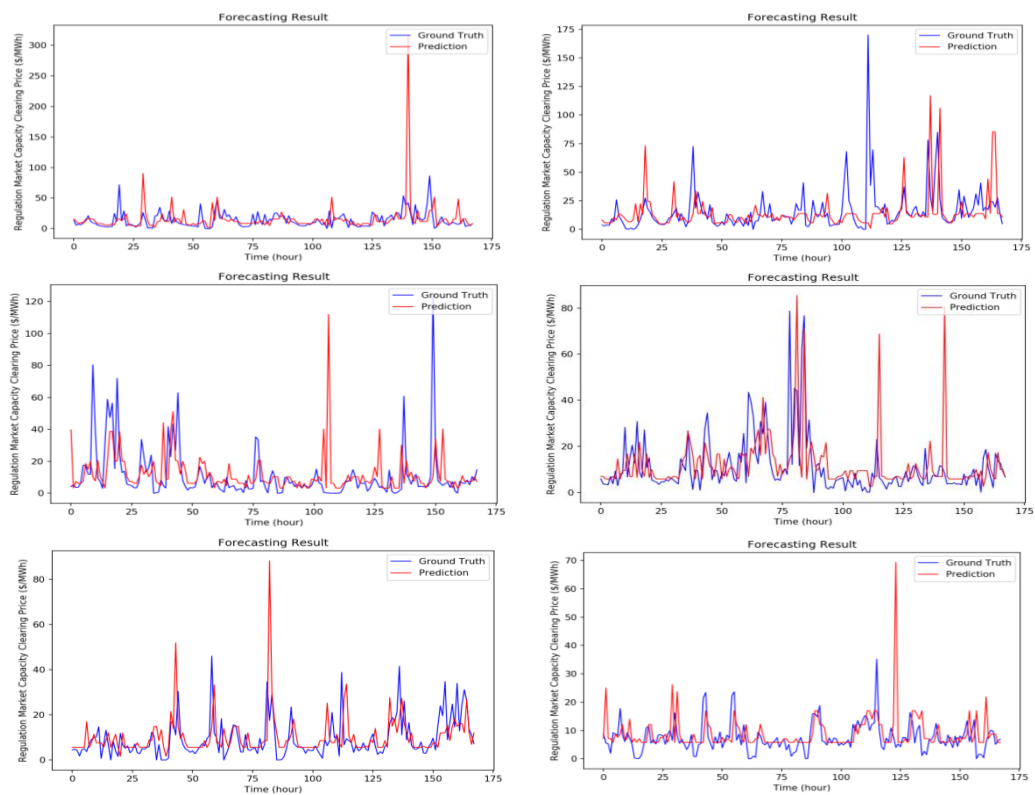 Forecasting Result
Regulation Market Capacity Clearing Price ($/MWh)
300
250
200
150
100
50
0
Ground Truth
Prediction
0 25 50 75 100 125 150 175
Time (hour)
Forecasting Result
Regulation Market Capacity Clearing Price ($/MWh)
175
150
125
100
75
50
25
0
Ground Truth
Prediction
0 25 50 75 100 125 150 175
Time (hour)
Forecasting Result
Regulation Market Capacity Clearing Price ($/MWh)
120
100
80
60
40
20
0
Ground Truth
Prediction
0 25 50 75 100 125 150 175
Time (hour)
Forecasting Result
Regulation Market Capacity Clearing Price ($/MWh)
80
60
40
20
0
Ground Truth
Prediction
0 25 50 75 100 125 150 175
Time (hour)
Forecasting Result
Regulation Market Capacity Clearing Price ($/MWh)
80
60
40
20
0
Ground Truth
Prediction
0 25 50 75 100 125 150 175
Time (hour)
Forecasting Result
Regulation Market Capacity Clearing Price ($/MWh)
70
60
50
40
30
20
10
0
Ground Truth
Prediction
0 25 50 75 100 125 150 175
Time (hour)